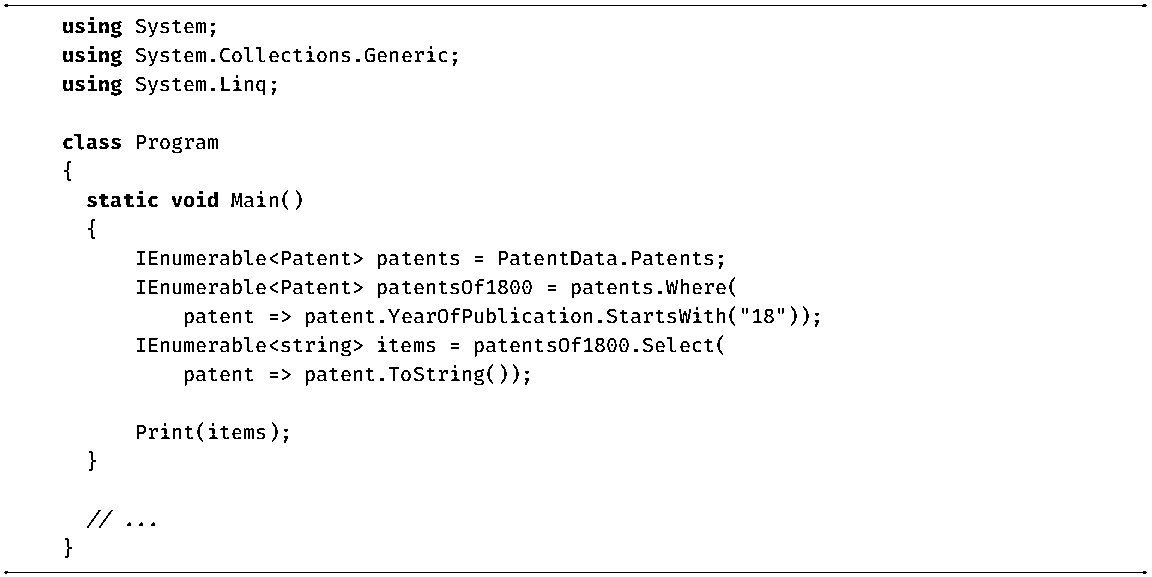 using System;
using System.Collections.Generic;
using System.Linq;

class Program
{
  static void Main()
  {
      IEnumerable<Patent> patents = PatentData.Patents;
      IEnumerable<Patent> patentsOf1800 = patents.Where(
          patent => patent.YearOfPublication.StartsWith("18"));
      IEnumerable<string> items = patentsOf1800.Select(
          patent => patent.ToString());

      Print(items);
  }

  // ...
}